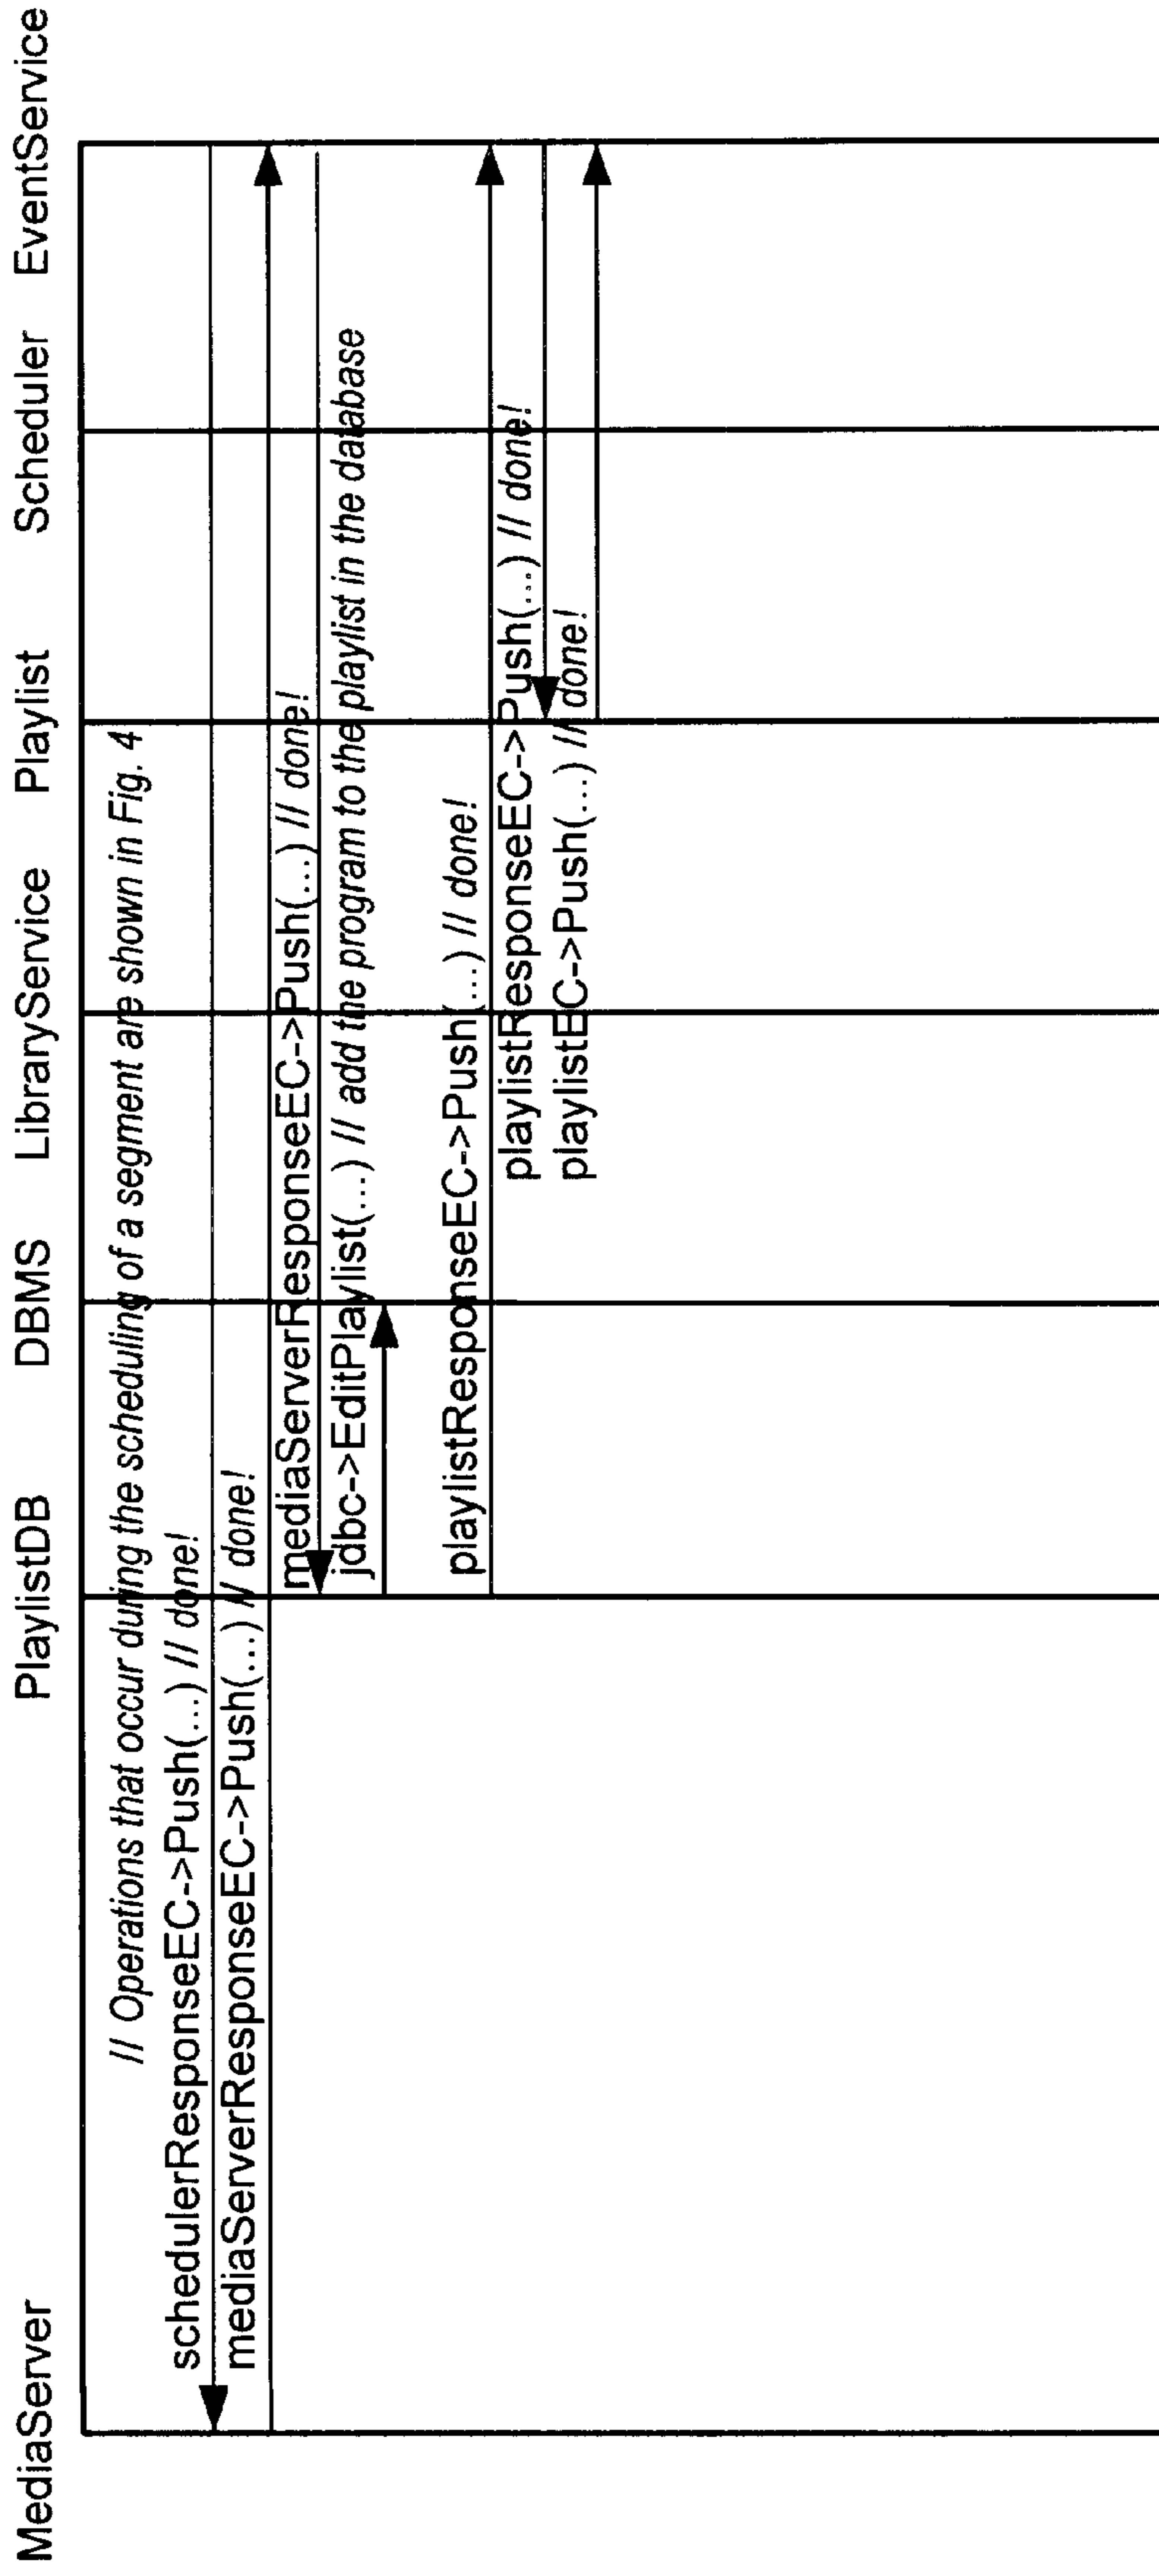 MediaServer PlaylistDB DBMS LibraryService Playlist Scheduler EventService
// Operations that occur during the scheduling of a segment are shown in Fig. 4
schedulerResponseEC->Push(...) // done!
mediaServerResponseEC->Push(...) // done!
mediaServerResponseEC->Push(...) // done!
jdbc->EditPlaylist(...) // add the program to the playlist in the database
playlistResponseEC->Push(...) // done!
playlistResponseEC->Push(...) // done!
playlistEC->Push(...) // done!